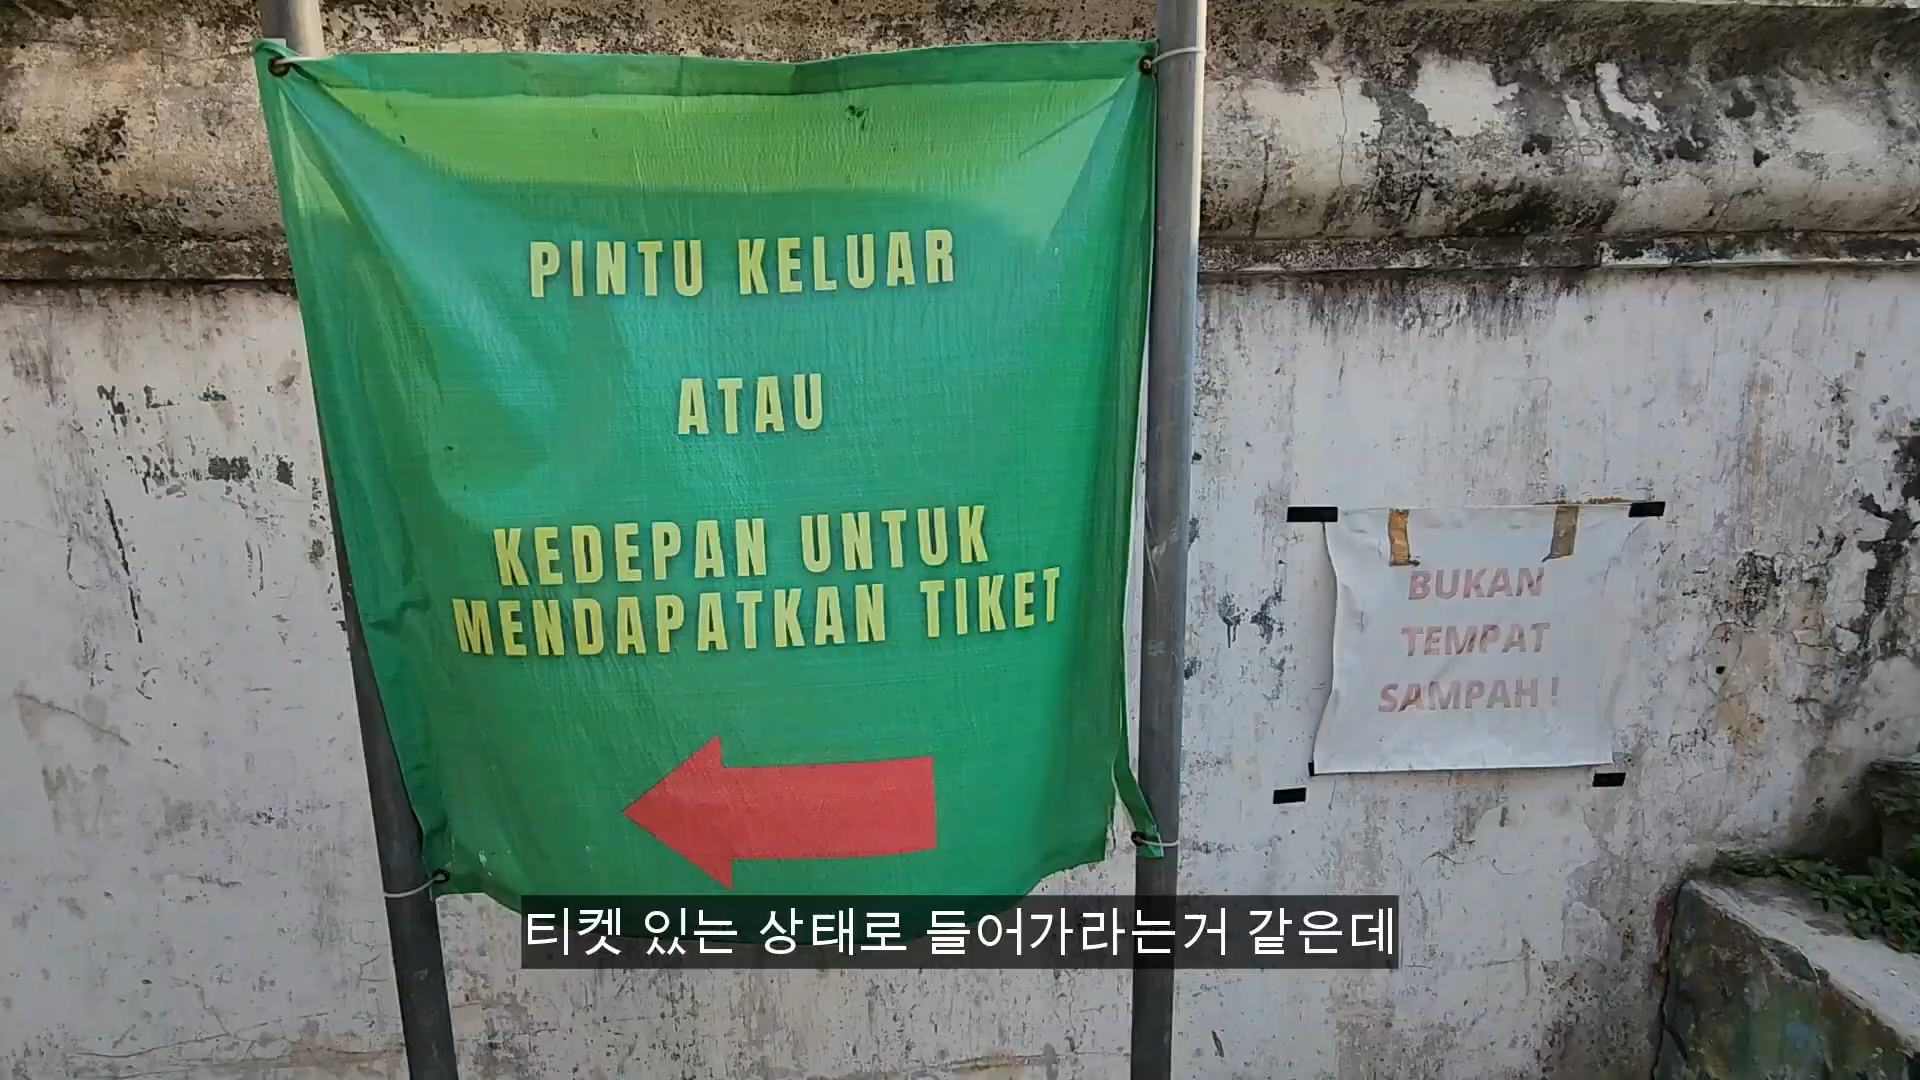 PINTU KELUAR
ATAU
KEDEPAN UNTUK
MENDAPATKAN TIKET
BUKAN
TEMPAT
SAMPAH !
티켓 있는 상태로 들어가라는거 같은데